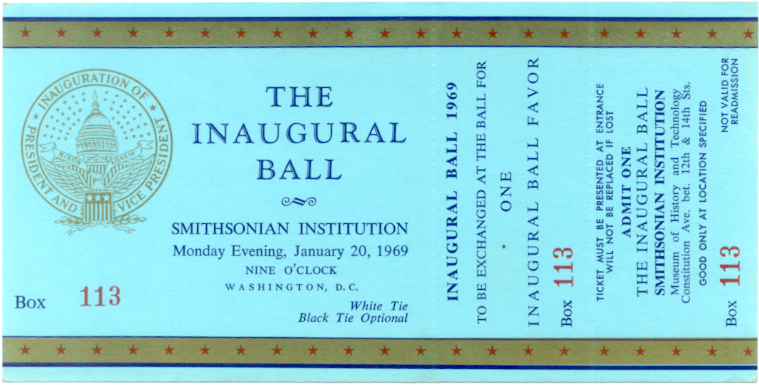 INAUGURATION OF
PRESIDENT AND VICE PRESIDENT
THE
INAUGURAL
BALL
SMITHSONIAN INSTITUTION
Monday Evening, January 20, 1969
NINE O'CLOCK
WASHINGTON, D.C.
White Tie
Black Tie Optional
Box 113
INAUGURAL BALL 1969
TO BE EXCHANGED AT THE BALL FOR
ONE
INAUGURAL BALL FAVOR
Box 113
TICKET MUST BE PRESENTED AT ENTRANCE
WILL NOT BE REPLACED IF LOST
ADMIT ONE
THE INAUGURAL BALL
SMITHSONIAN INSTITUTION
Museum of History and Technology
Constitution Ave. bet. 12th & 14th Sts.
GOOD ONLY AT LOCATION SPECIFIED
NOT VALID FOR
READMISSION
Box 113